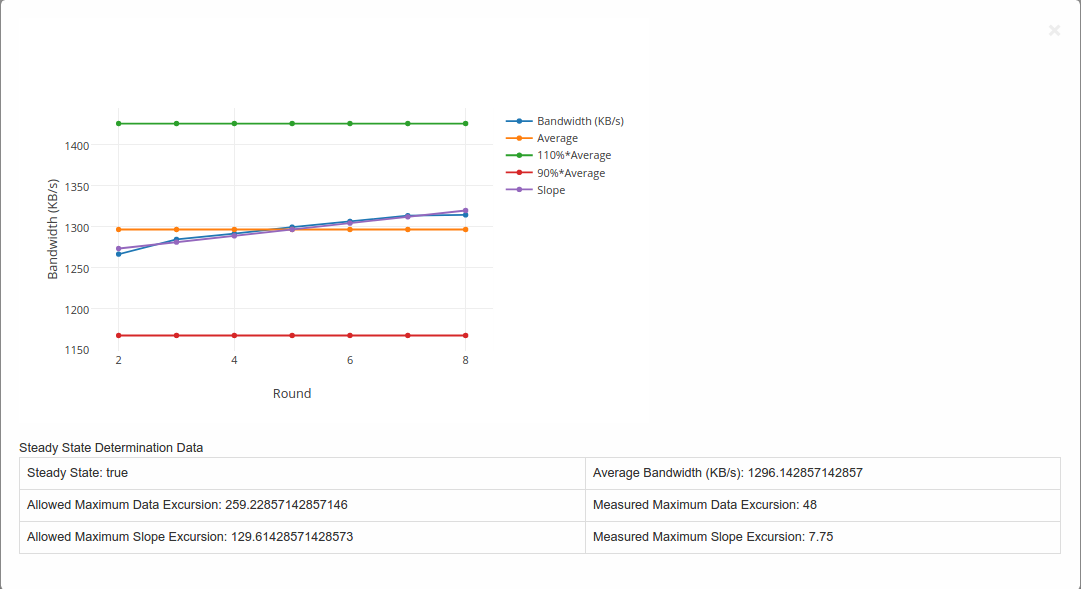 ×
Bandwidth (KB/s)
Average
110%*Average
90%*Average
Slope
Bandwidth (KB/s)
1400
1350
1300
1250
1200
1150
2 4 6 8
Round
Steady State Determination Data
Steady State: true Average Bandwidth (KB/s): 1296.142857142857
Allowed Maximum Data Excursion: 259.22857142857146 Measured Maximum Data Excursion: 48
Allowed Maximum Slope Excursion: 129.61428571428573 Measured Maximum Slope Excursion: 7.75